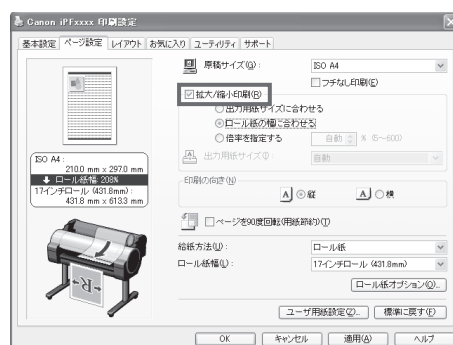 Canon iPFxxxx 印刷設定
基本設定 ページ設定 レイアウト お気に入り ユーティリティ サポート
原稿サイズ(Q): ISO A4
フチなし印刷(E)
拡大/縮小印刷(R)
出力用紙サイズに合わせる
ロール紙の幅に合わせる
倍率を指定する 自動 % (5～600)
出力用紙サイズ 自動
ISO A4 :
210.0 mm x 297.0 mm
ロール紙幅: 208%
17インチロール (431.8mm) :
431.8 mm x 613.3 mm
印刷の向き(N)
A 縦 A 横
ページを90度回転(用紙節約)(T)
給紙方法(U): ロール紙
ロール紙幅(L): 17インチロール (431.8mm)
ロール紙オプション(O)...
ユーザ用紙設定(Z)... 標準に戻す(F)
OK キャンセル 適用(A) ヘルプ
R